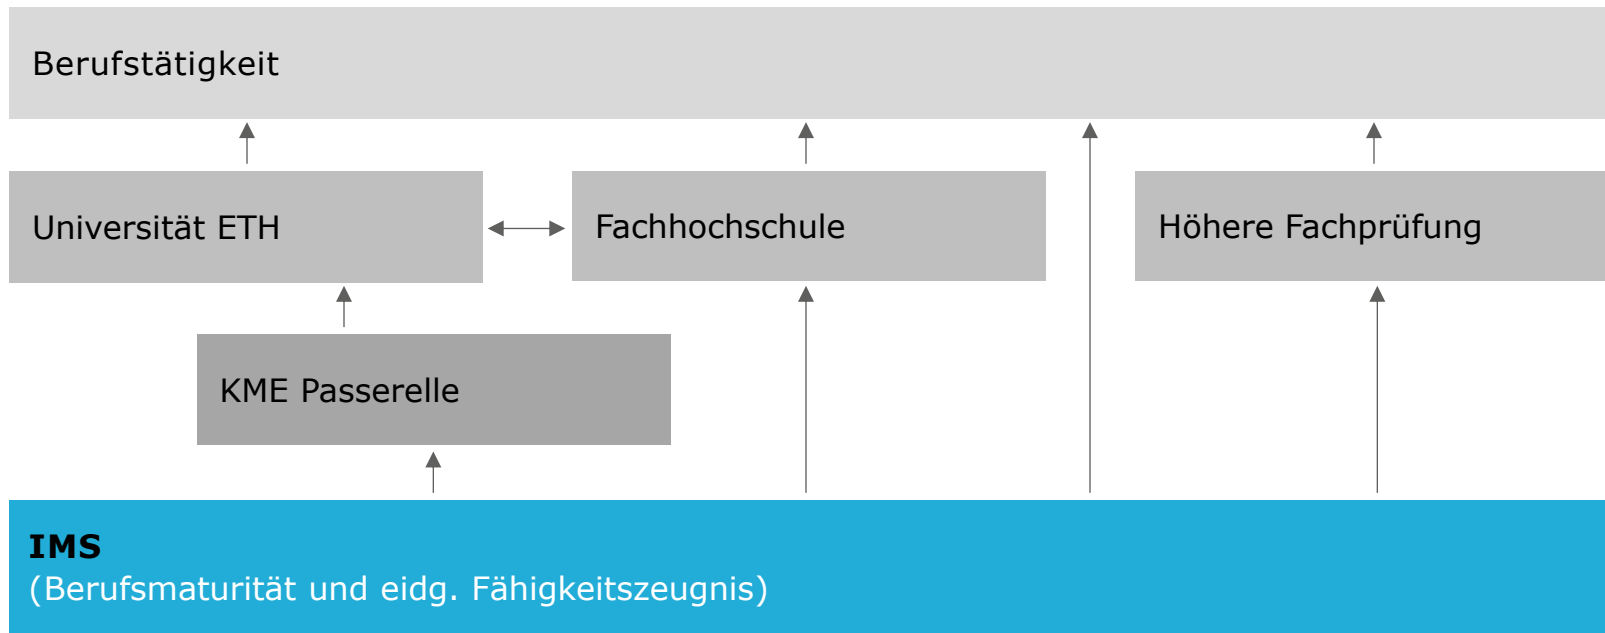 Berufstätigkeit
Universität ETH
Fachhochschule
Höhere Fachprüfung
KME Passerelle
IMS
(Berufsmaturität und eidg. Fähigkeitszeugnis)